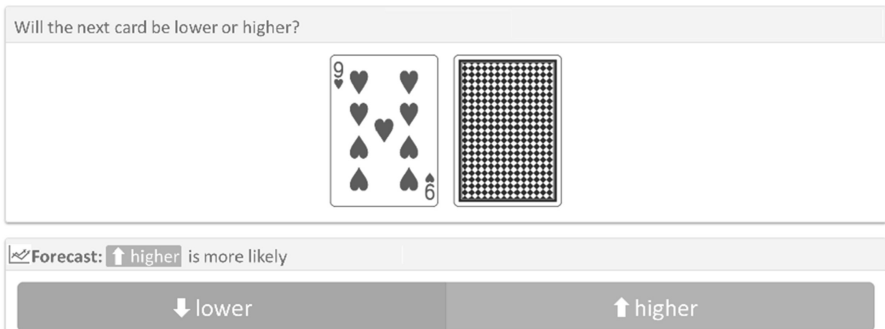 Will the next card be lower or higher?
9
6
Forecast: higher is more likely
lower
higher